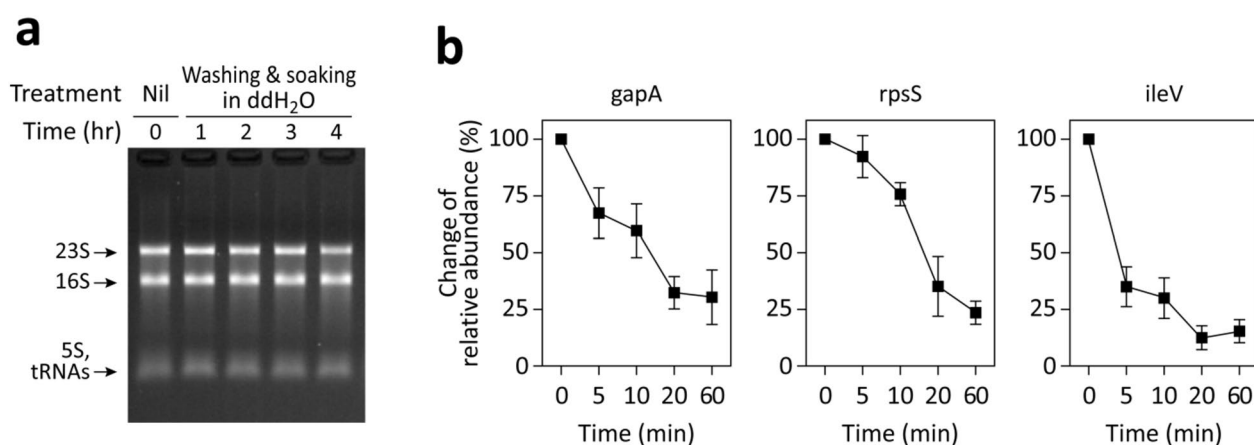 a
Treatment Nil Washing & soaking
in ddH₂O
Time (hr) 0 1 2 3 4
23S
16S
5S,
tRNAs
b
gapA rpsS ileV
Change of
relative abundance (%)
100 100 100
75 75 75
50 50 50
25 25 25
0 0 0
0 5 10 20 60 0 5 10 20 60 0 5 10 20 60
Time (min) Time (min) Time (min)